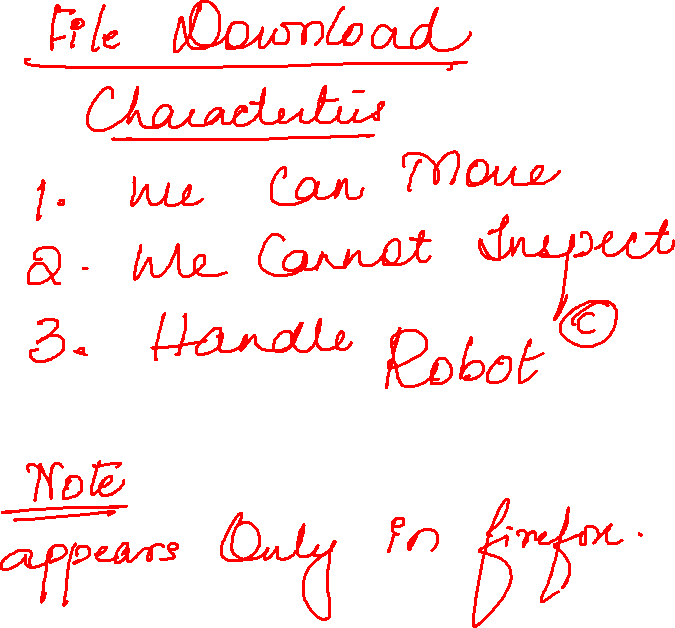 File Download
Characteristics
1. We Can Move
2. We Cannot Inspect
3. Handle Robot ©
Note
appears Only in firefox.